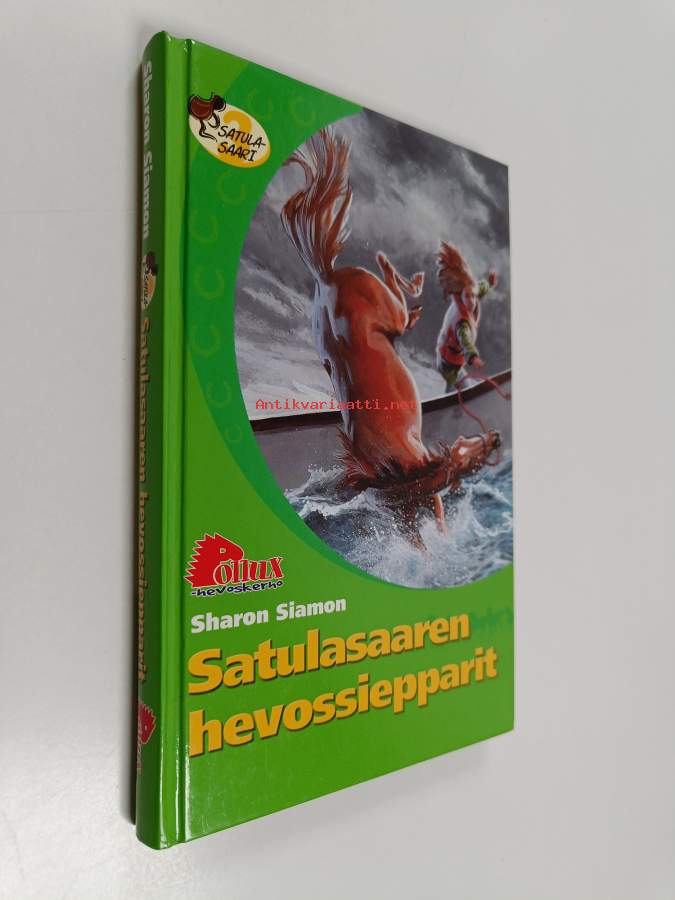 SATULA-
SAARI
Antikvariaatti.net
Pollux
-hevoskerho
Sharon Siamon
Satulasaaren
hevossiepparit
Sharon Siamon
Satulasaaren hevossiepparit